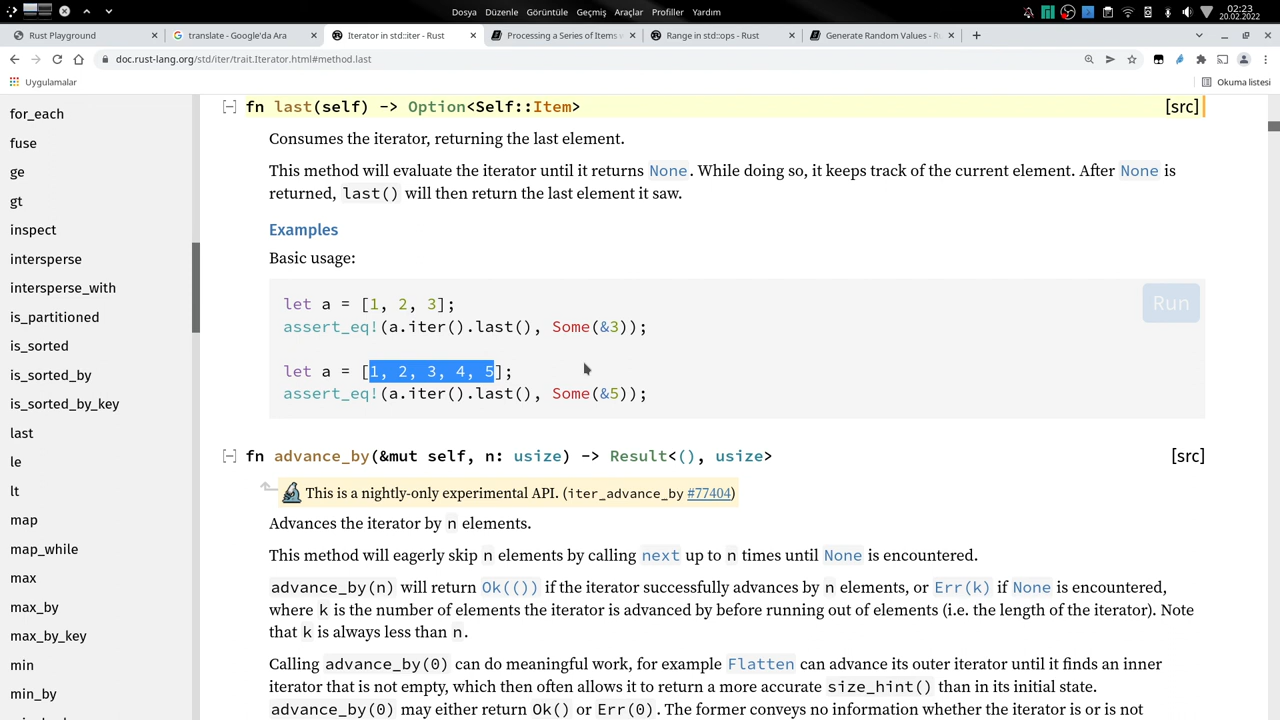 Dosya Düzenle Görüntüle Geçmiş Araçlar Profiller Yardım
02:23
20.02.2022
Rust Playground
translate - Google'da Ara
Iterator in std::iter - Rust
Processing a Series of Items w
Range in std::ops - Rust
Generate Random Values - Ru
doc.rust-lang.org/std/iter/trait.Iterator.html#method.last
Uygulamalar
Okuma listesi
for_each
fuse
ge
gt
inspect
intersperse
intersperse_with
is_partitioned
is_sorted
is_sorted_by
is_sorted_by_key
last
le
lt
map
map_while
max
max_by
max_by_key
min
min_by
[-] fn last(self) -> Option<Self::Item> [src]
Consumes the iterator, returning the last element.
This method will evaluate the iterator until it returns None. While doing so, it keeps track of the current element. After None is
returned, last() will then return the last element it saw.
Examples
Basic usage:
Run
let a = [1, 2, 3];
assert_eq!(a.iter().last(), Some(&3));
let a = [1, 2, 3, 4, 5];
assert_eq!(a.iter().last(), Some(&5));
[-] fn advance_by(&mut self, n: usize) -> Result<(), usize> [src]
This is a nightly-only experimental API. (iter_advance_by #77404)
Advances the iterator by n elements.
This method will eagerly skip n elements by calling next up to n times until None is encountered.
advance_by(n) will return Ok(()) if the iterator successfully advances by n elements, or Err(k) if None is encountered,
where k is the number of elements the iterator is advanced by before running out of elements (i.e. the length of the iterator). Note
that k is always less than n.
Calling advance_by(0) can do meaningful work, for example Flatten can advance its outer iterator until it finds an inner
iterator that is not empty, which then often allows it to return a more accurate size_hint() than in its initial state.
advance_by(0) may either return Ok() or Err(0). The former conveys no information whether the iterator is or is not